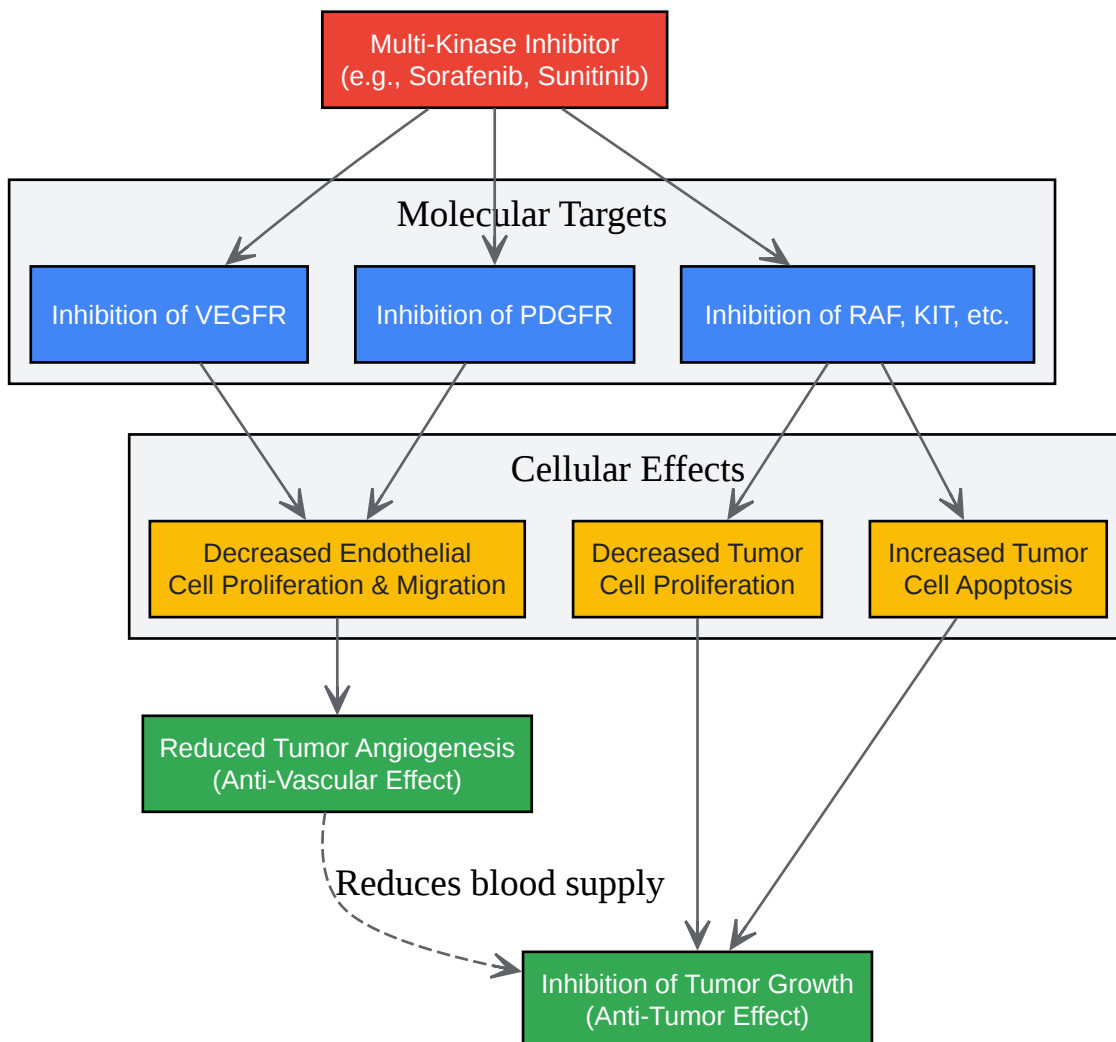 Multi-Kinase Inhibitor
(e.g., Sorafenib, Sunitinib)
Molecular Targets
Inhibition of VEGFR
Inhibition of PDGFR
Inhibition of RAF, KIT, etc.
Cellular Effects
Decreased Endothelial
Cell Proliferation & Migration
Decreased Tumor
Cell Proliferation
Increased Tumor
Cell Apoptosis
Reduced Tumor Angiogenesis
(Anti-Vascular Effect)
Reduces blood supply
Inhibition of Tumor Growth
(Anti-Tumor Effect)